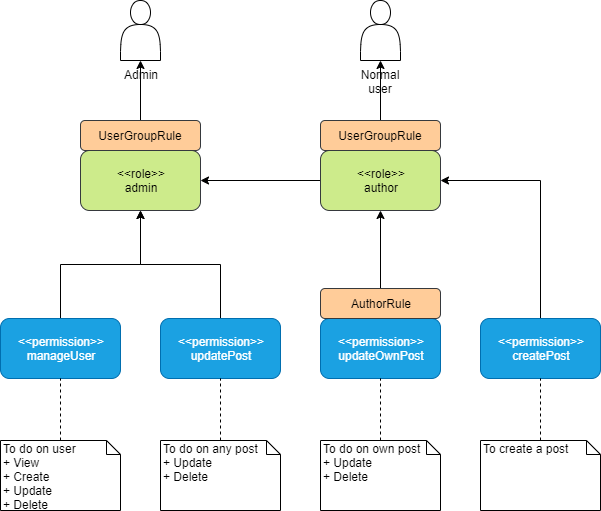 Admin
Normal
user
UserGroupRule
UserGroupRule
<<role>>
admin
<<role>>
author
AuthorRule
<<permission>>
manageUser
<<permission>>
updatePost
<<permission>>
updateOwnPost
<<permission>>
createPost
To do on user
+ View
+ Create
+ Update
+ Delete
To do on any post
+ Update
+ Delete
To do on own post
+ Update
+ Delete
To create a post